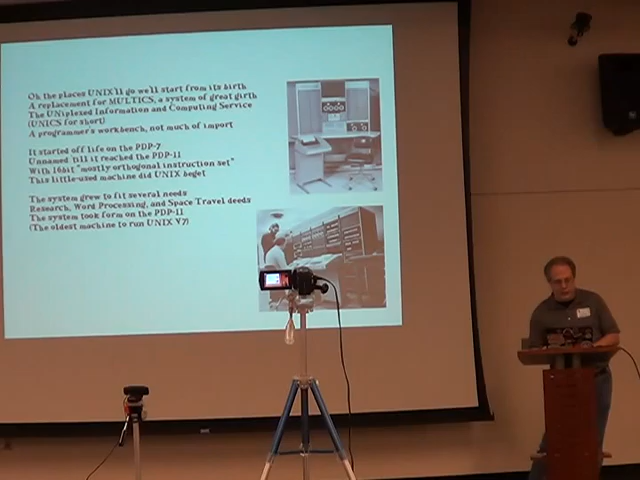 Oh the places UNIX'll go we'll start from its birth
A replacement for MULTICS, a system of great girth
The UNiplexed Information and Computing Service
(UNICS for short)
A programmer's workbench, not much of import
It started off life on the PDP-7
Unnamed 'till it reached the PDP-11
With 16bit "mostly orthogonal instruction set"
This little-used machine did UNIX beget
The system grew to fit several needs
Research, Word Processing, and Space Travel deeds
The system took form on the PDP-11
(The oldest machine to run UNIX V7)